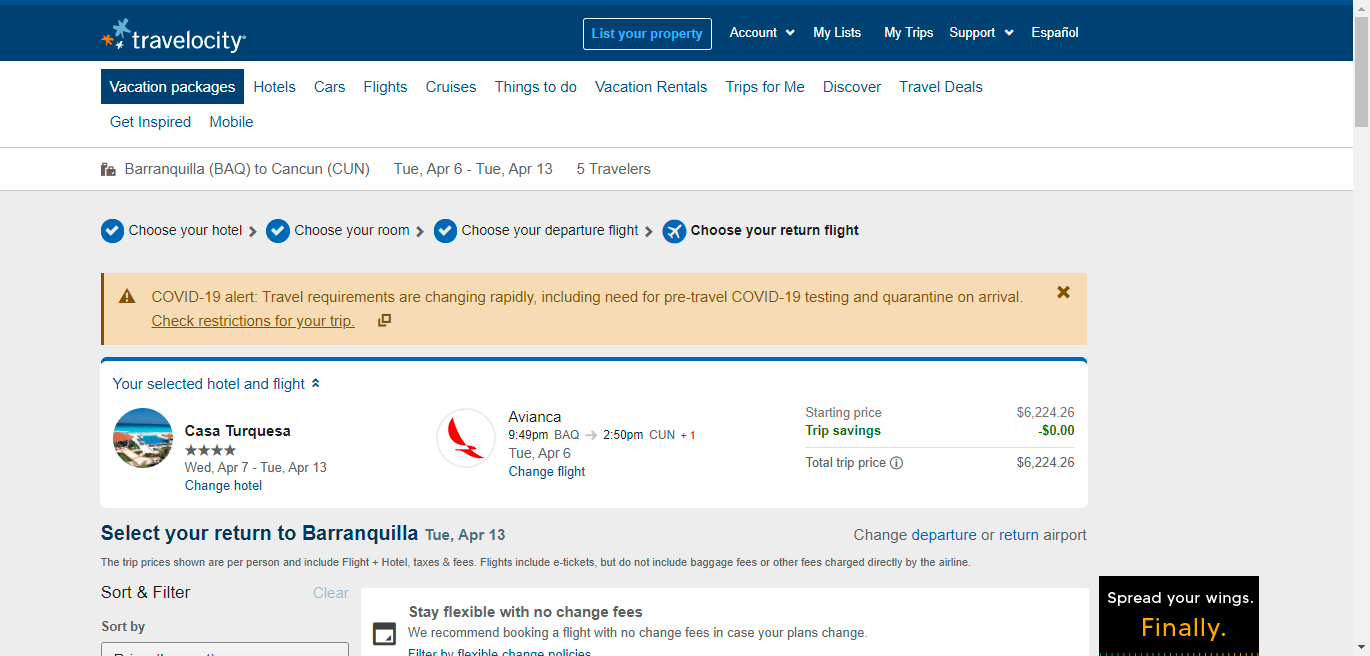 travelocity
List your property
Account
My Lists
My Trips
Support
Español
Vacation packages
Hotels
Cars
Flights
Cruises
Things to do
Vacation Rentals
Trips for Me
Discover
Travel Deals
Get Inspired
Mobile
Barranquilla (BAQ) to Cancun (CUN)
Tue, Apr 6 - Tue, Apr 13
5 Travelers
Choose your hotel
Choose your room
Choose your departure flight
Choose your return flight
COVID-19 alert: Travel requirements are changing rapidly, including need for pre-travel COVID-19 testing and quarantine on arrival.
Check restrictions for your trip.
Your selected hotel and flight
Casa Turquesa
Wed, Apr 7 - Tue, Apr 13
Change hotel
Avianca
9:49pm BAQ → 2:50pm CUN + 1
Tue, Apr 6
Change flight
Starting price $6,224.26
Trip savings -$0.00
Total trip price $6,224.26
Select your return to Barranquilla Tue, Apr 13
Change departure or return airport
The trip prices shown are per person and include Flight + Hotel, taxes & fees. Flights include e-tickets, but do not include baggage fees or other fees charged directly by the airline.
Sort & Filter
Clear
Sort by
Stay flexible with no change fees
We recommend booking a flight with no change fees in case your plans change.
Filter by flexible change policies
Spread your wings.
Finally.